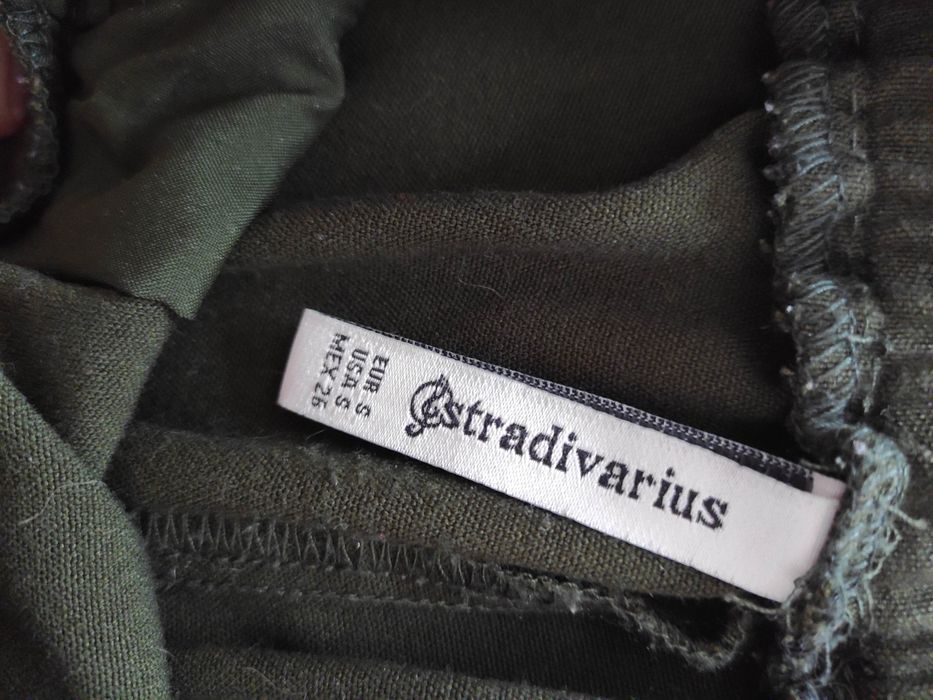 Stradivarius
EUR S
USA S
MEX 26